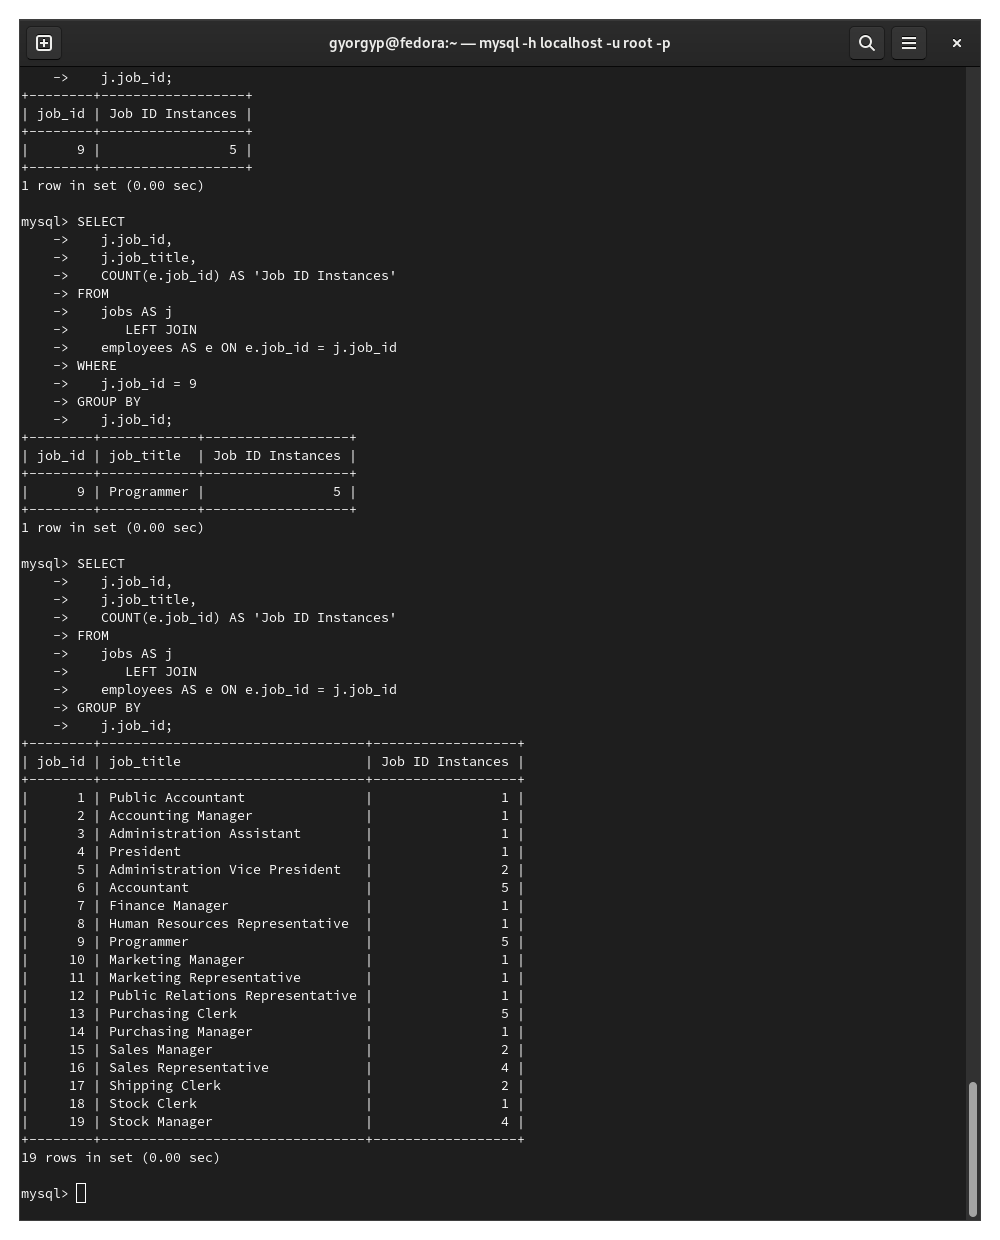 gyorgyp@fedora:~ — mysql -h localhost -u root -p
    ->    j.job_id;
+--------+------------------+
| job_id | Job ID Instances |
+--------+------------------+
|      9 |                5 |
+--------+------------------+
1 row in set (0.00 sec)

mysql> SELECT
    ->    j.job_id,
    ->    j.job_title,
    ->    COUNT(e.job_id) AS 'Job ID Instances'
    -> FROM
    ->    jobs AS j
    ->       LEFT JOIN
    ->    employees AS e ON e.job_id = j.job_id
    -> WHERE
    ->    j.job_id = 9
    -> GROUP BY
    ->    j.job_id;
+--------+------------+------------------+
| job_id | job_title  | Job ID Instances |
+--------+------------+------------------+
|      9 | Programmer |                5 |
+--------+------------+------------------+
1 row in set (0.00 sec)

mysql> SELECT
    ->    j.job_id,
    ->    j.job_title,
    ->    COUNT(e.job_id) AS 'Job ID Instances'
    -> FROM
    ->    jobs AS j
    ->       LEFT JOIN
    ->    employees AS e ON e.job_id = j.job_id
    -> GROUP BY
    ->    j.job_id;
+--------+---------------------------------+------------------+
| job_id | job_title                       | Job ID Instances |
+--------+---------------------------------+------------------+
|      1 | Public Accountant               |                1 |
|      2 | Accounting Manager              |                1 |
|      3 | Administration Assistant        |                1 |
|      4 | President                       |                1 |
|      5 | Administration Vice President   |                2 |
|      6 | Accountant                      |                5 |
|      7 | Finance Manager                 |                1 |
|      8 | Human Resources Representative  |                1 |
|      9 | Programmer                      |                5 |
|     10 | Marketing Manager               |                1 |
|     11 | Marketing Representative        |                1 |
|     12 | Public Relations Representative |                1 |
|     13 | Purchasing Clerk                |                5 |
|     14 | Purchasing Manager              |                1 |
|     15 | Sales Manager                   |                2 |
|     16 | Sales Representative            |                4 |
|     17 | Shipping Clerk                  |                2 |
|     18 | Stock Clerk                     |                1 |
|     19 | Stock Manager                   |                4 |
+--------+---------------------------------+------------------+
19 rows in set (0.00 sec)

mysql>